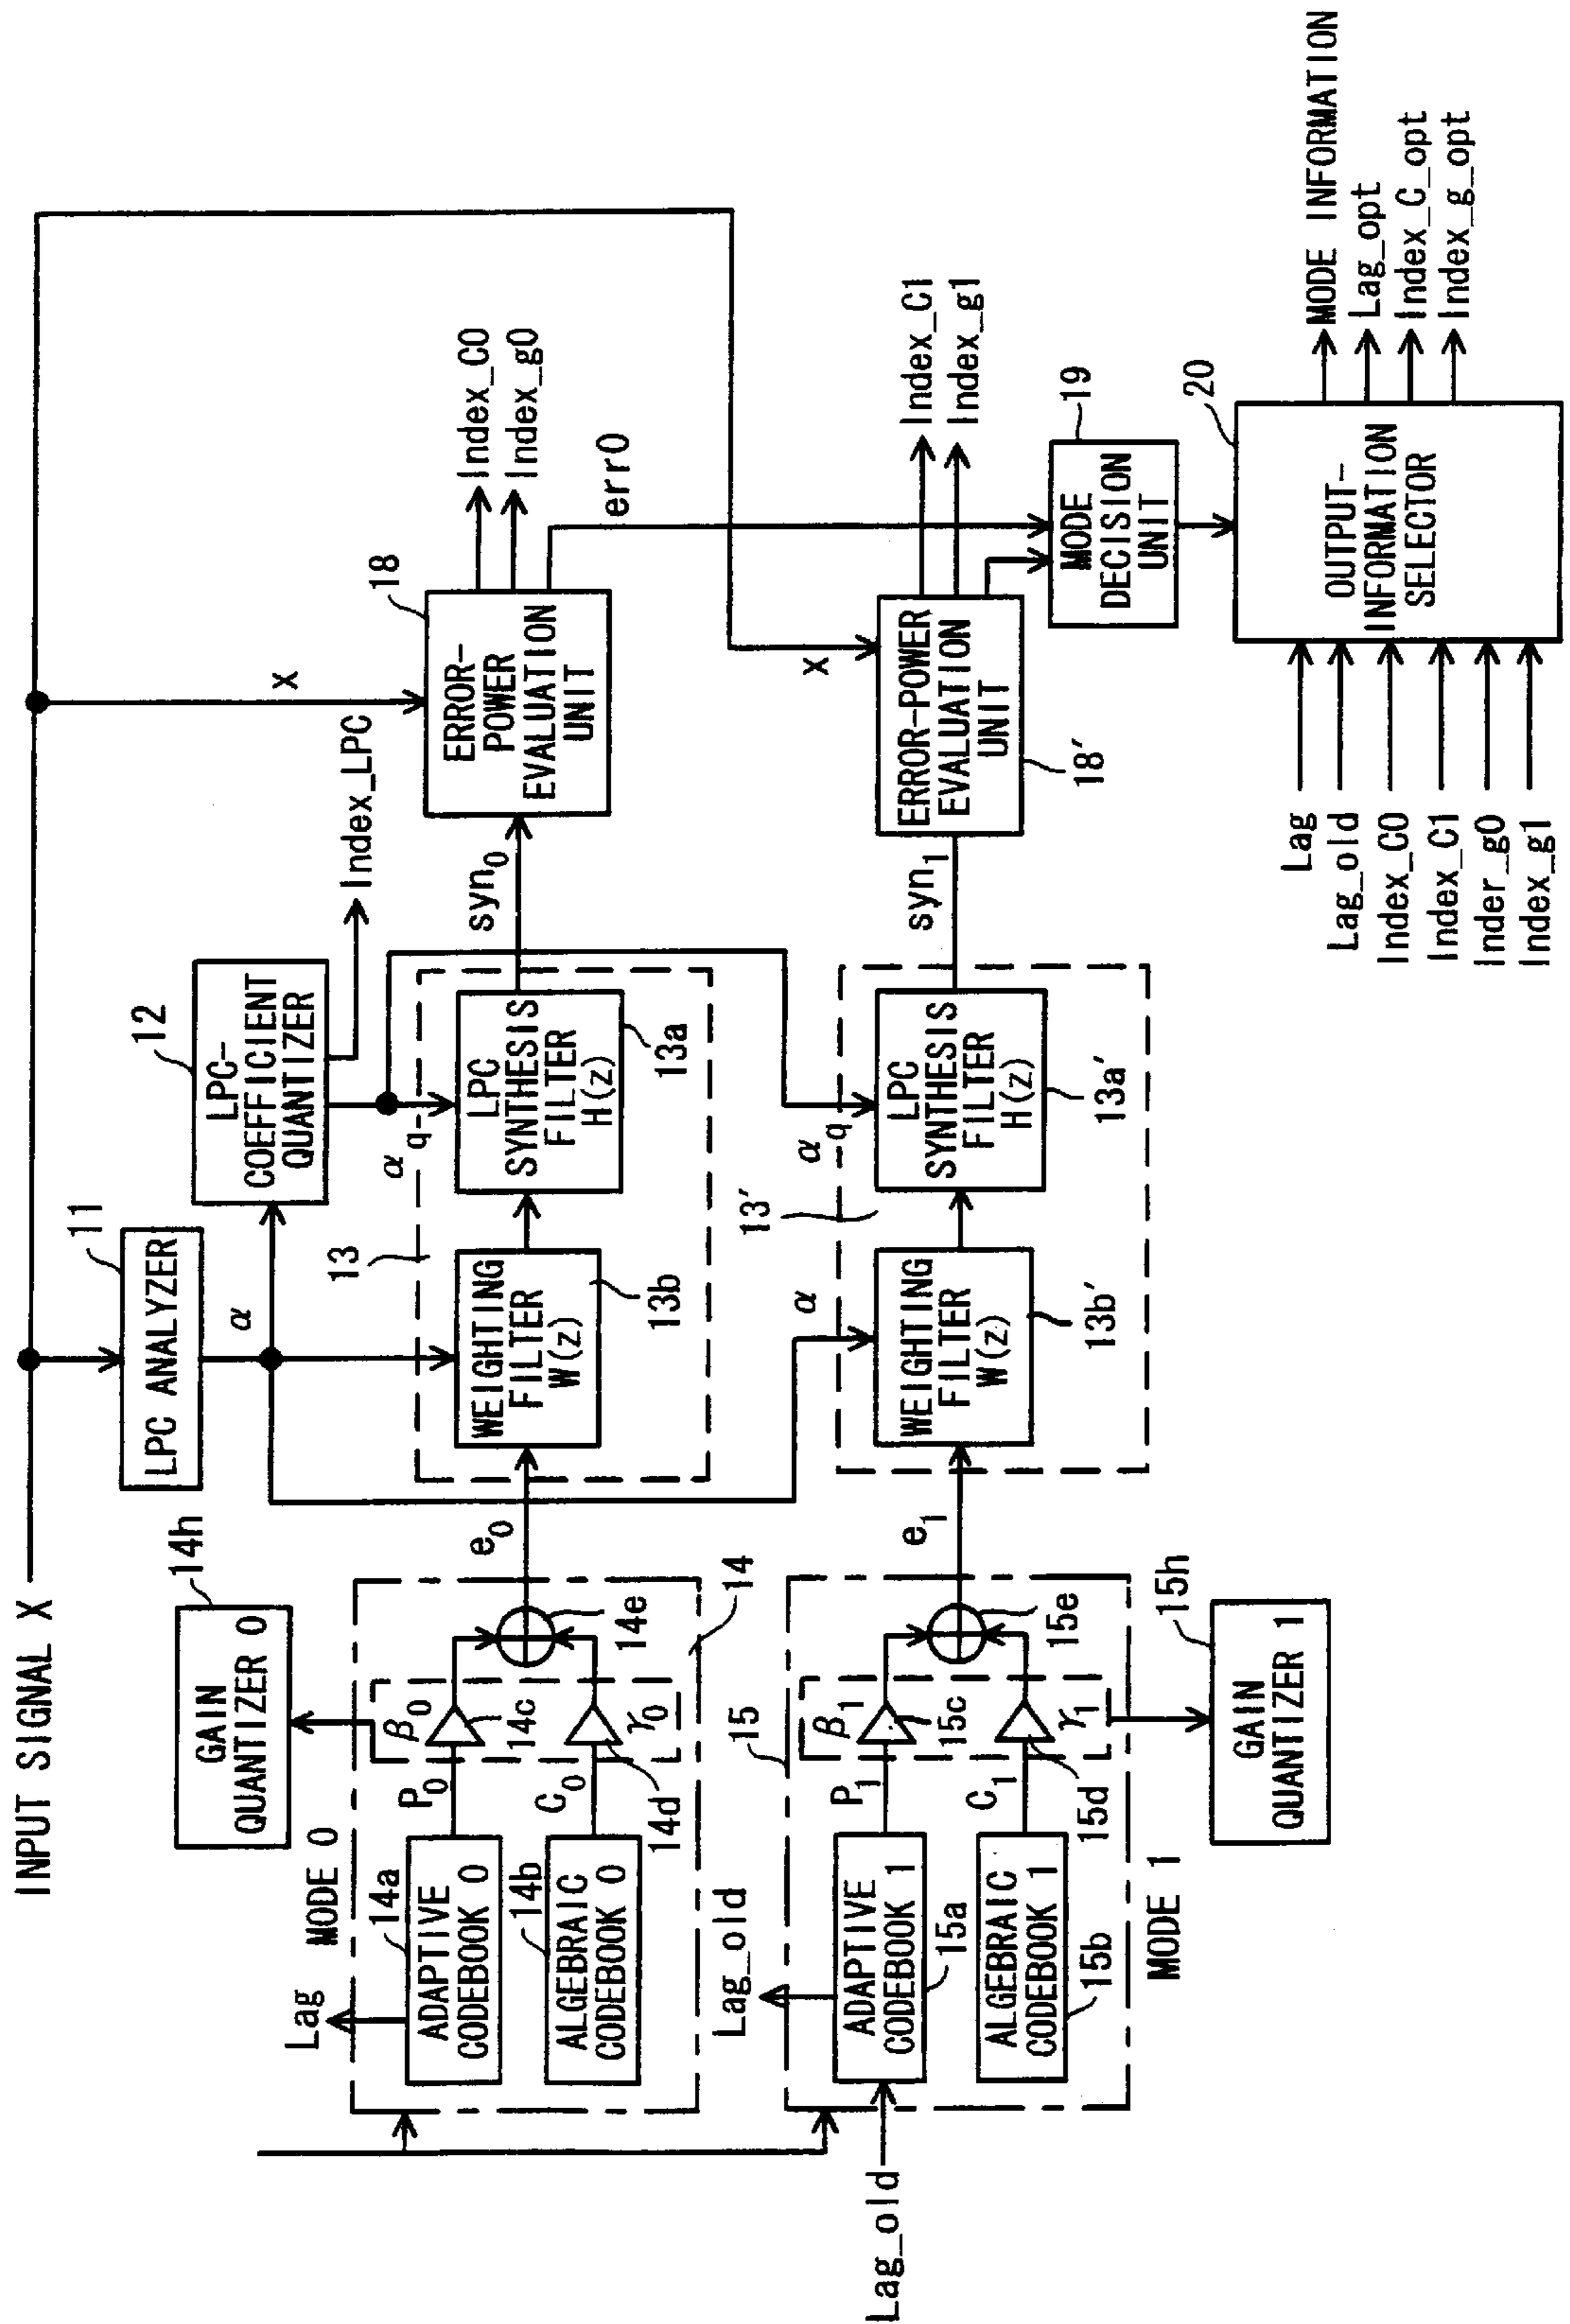 INPUT SIGNAL X
11
LPC ANALYZER
α
12
LPC-
COEFFICIENT
QUANTIZER
Index_LPC
X
14h
GAIN
QUANTIZER 0
MODE 0
Lag
14a
ADAPTIVE
CODEBOOK 0
14b
ALGEBRAIC
CODEBOOK 0
P0
C0
β0
14c
γ0
14d
14e
14
e0
13
WEIGHTING
FILTER
W(z)
13b
αq
LPC
SYNTHESIS
FILTER
H(z)
13a
syn0
18
ERROR-
POWER
EVALUATION
UNIT
Index_C0
Index_g0
err0
Lag_old
Lag_old
15
ADAPTIVE
CODEBOOK 1
15a
ALGEBRAIC
CODEBOOK 1
15b
MODE 1
P1
C1
β1
15c
γ1
15d
15e
15h
GAIN
QUANTIZER 1
e1
α
13'
WEIGHTING
FILTER
W(z)
13b'
αq
LPC
SYNTHESIS
FILTER
H(z)
13a'
syn1
X
ERROR-POWER
EVALUATION
UNIT
18'
Index_C1
Index_g1
19
MODE
DECISION
UNIT
20
OUTPUT-
INFORMATION
SELECTOR
Lag
Lag_old
Index_C0
Index_C1
Inder_g0
Index_g1
MODE INFORMATION
Lag_opt
Index_C_opt
Index_g_opt